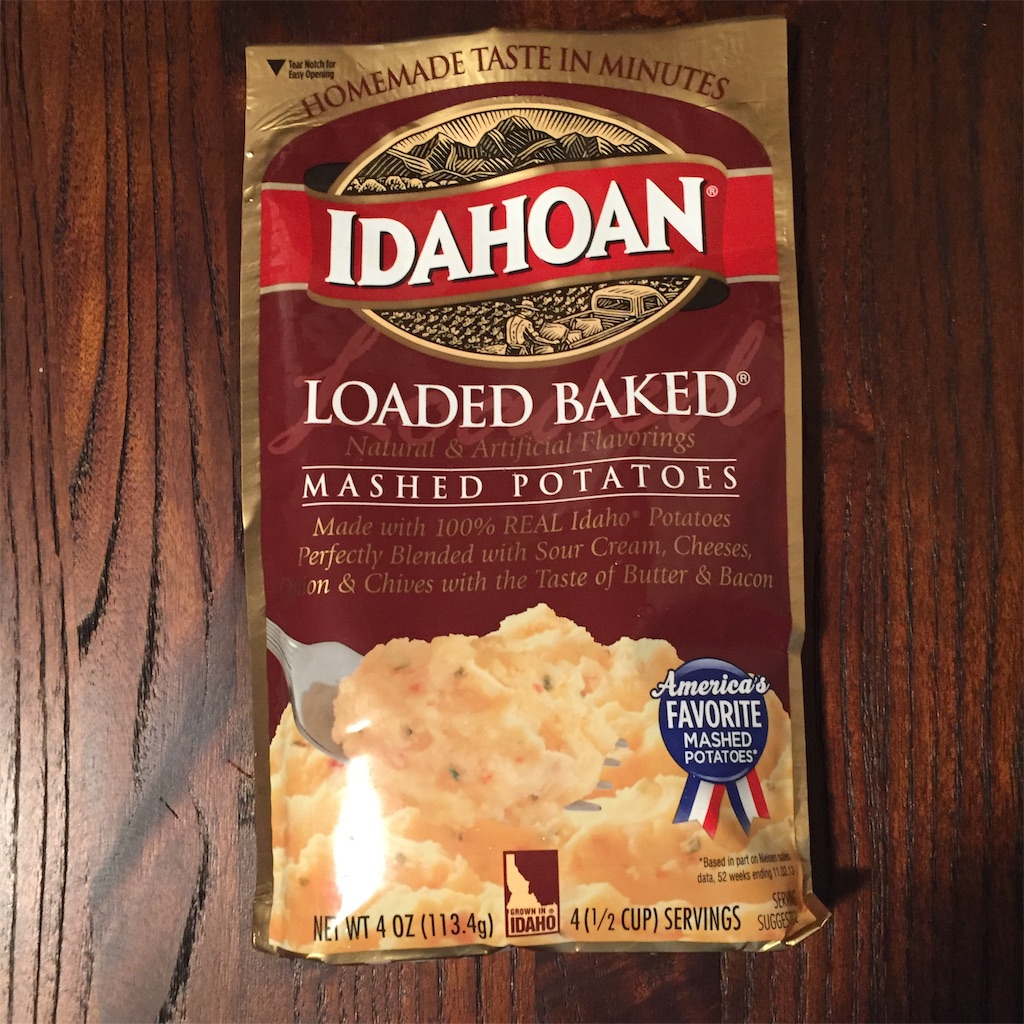 Tear Notch for
Easy Opening
HOMEMADE TASTE IN MINUTES
IDAHOAN®
Loaded
LOADED BAKED®
Natural & Artificial Flavorings
MASHED POTATOES
Made with 100% REAL Idaho® Potatoes
Perfectly Blended with Sour Cream, Cheeses,
& Chives with the Taste of Butter & Bacon
America's
FAVORITE
MASHED
POTATOES*
*Based in part on Nielsen sales
data, 52 weeks ending
GROWN IN
IDAHO
NET WT 4 OZ (113.4g)
4 (1/2 CUP) SERVINGS